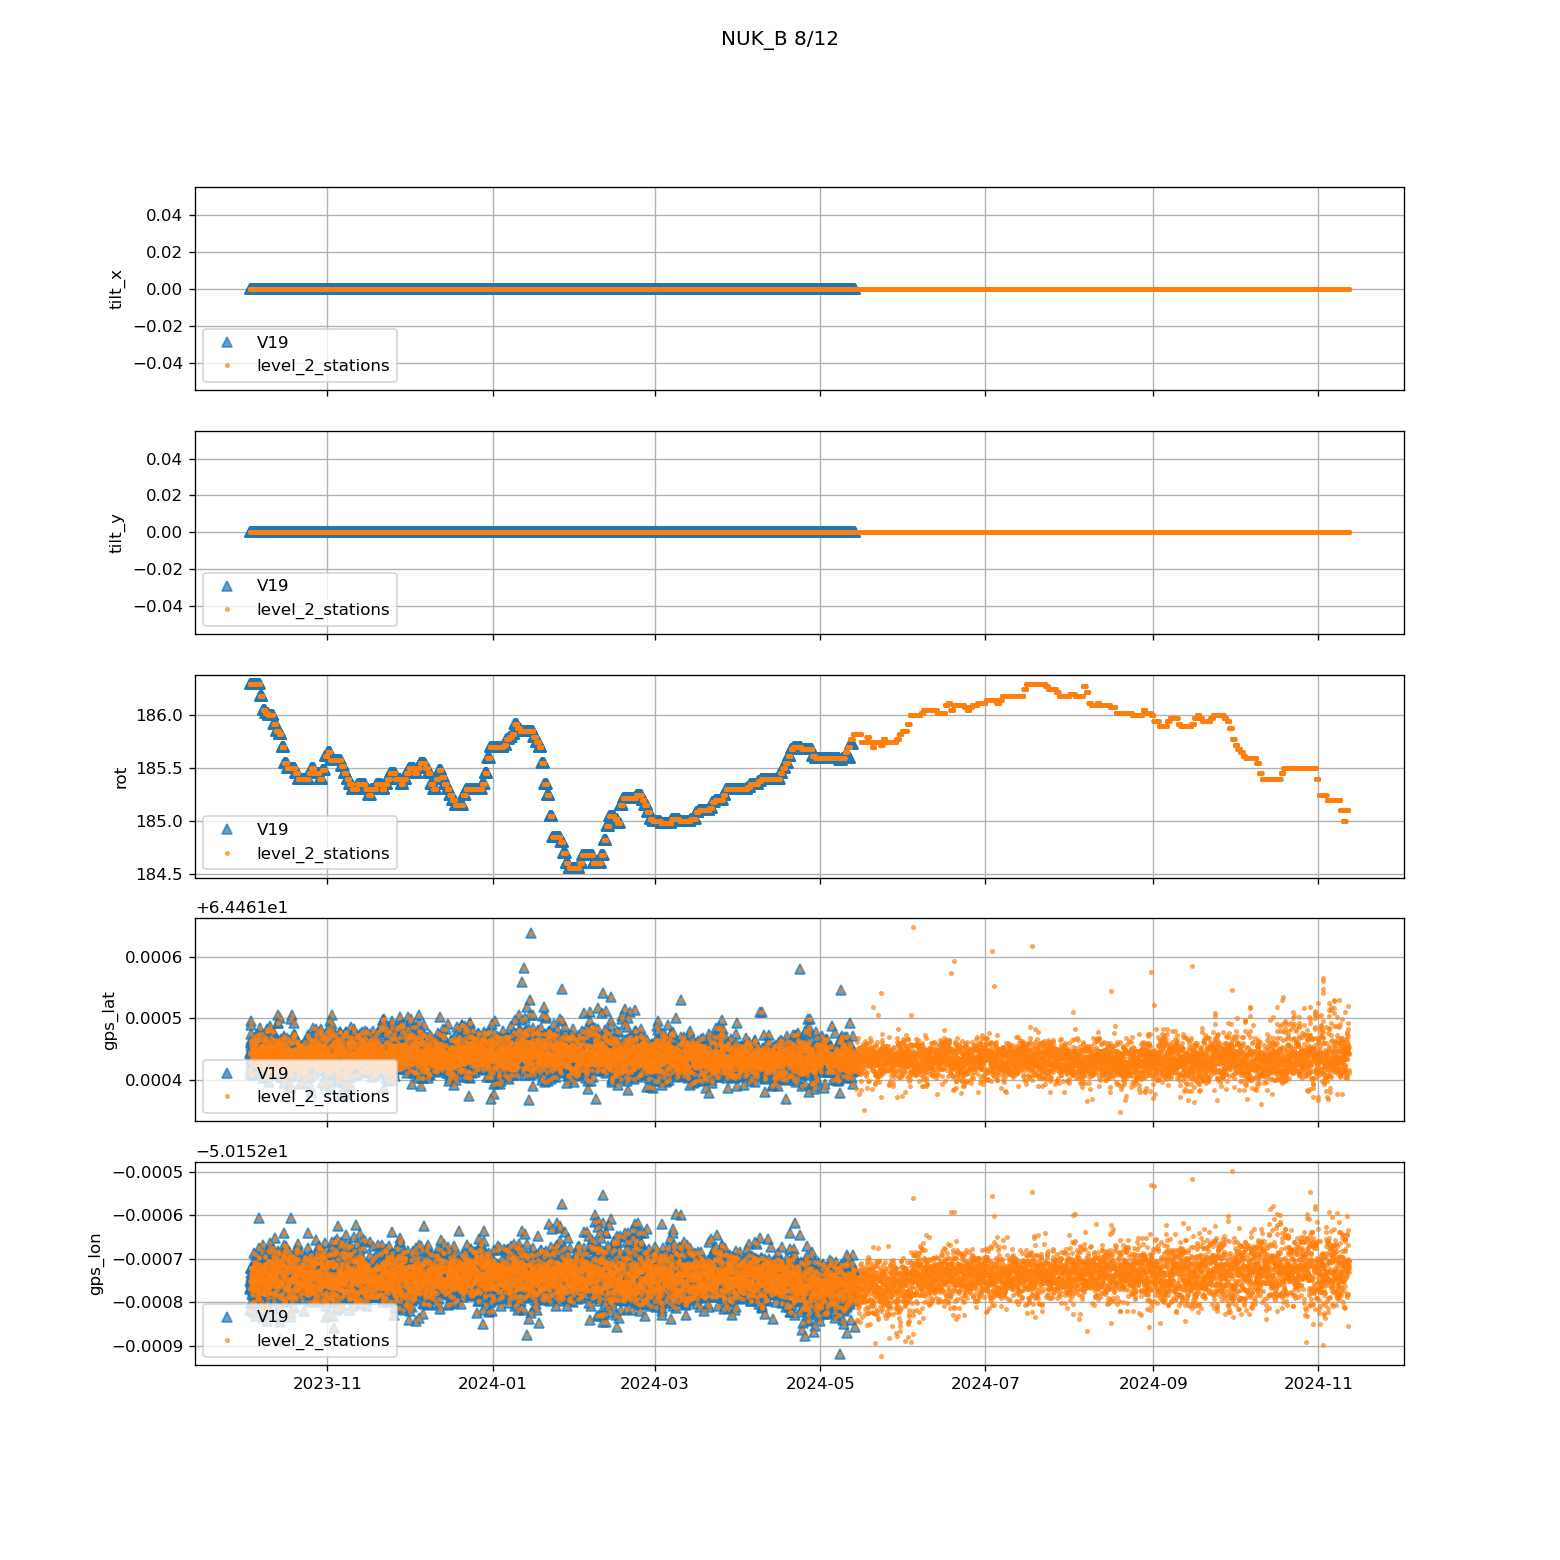 NUK_B 8/12
0.04
0.02
0.00
−0.02
−0.04
tilt_x
V19
level_2_stations
0.04
0.02
0.00
−0.02
−0.04
tilt_y
V19
level_2_stations
186.0
185.5
185.0
184.5
rot
V19
level_2_stations
+6.4461e1
0.0006
0.0005
0.0004
gps_lat
V19
level_2_stations
−5.0152e1
−0.0005
−0.0006
−0.0007
−0.0008
−0.0009
gps_lon
V19
level_2_stations
2023-11 2024-01 2024-03 2024-05 2024-07 2024-09 2024-11